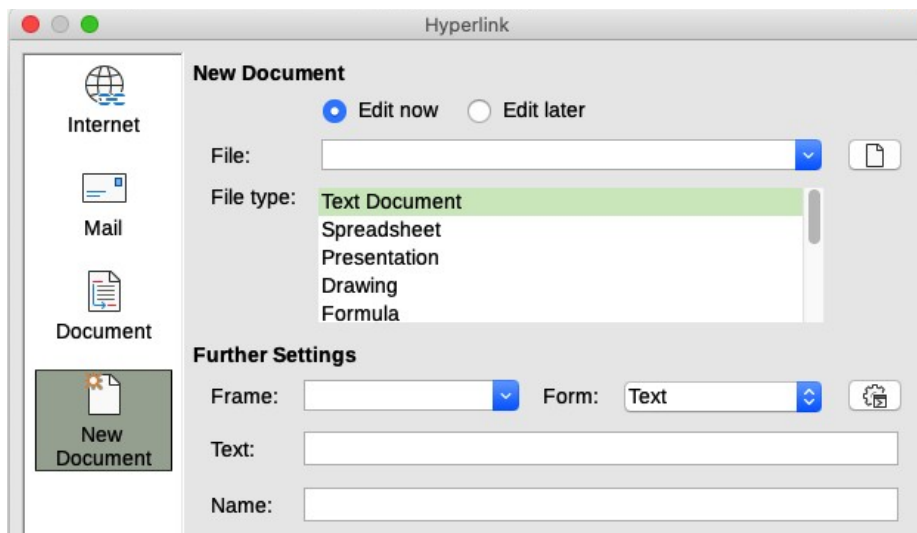 Hyperlink
Internet
Mail
Document
New
Document
New Document
Edit now Edit later
File:
File type: Text Document
Spreadsheet
Presentation
Drawing
Formula
Further Settings
Frame: Form: Text
Text:
Name: